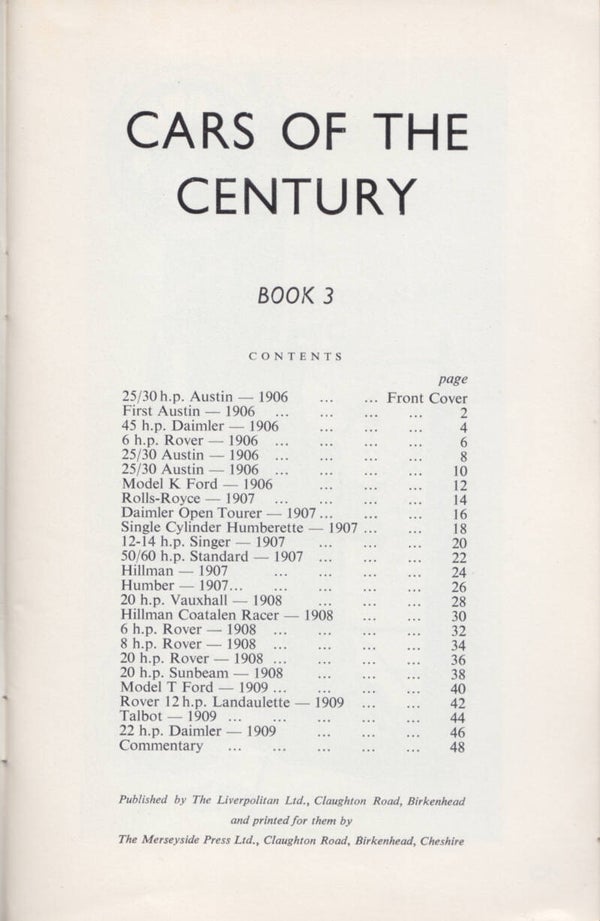 CARS OF THE
CENTURY
BOOK 3
CONTENTS
page
25/30 h.p. Austin — 1906 ... ... Front Cover
First Austin — 1906 ... ... ... ... 2
45 h.p. Daimler — 1906 ... ... ... 4
6 h.p. Rover — 1906 ... ... ... ... 6
25/30 Austin — 1906 ... ... ... ... 8
25/30 Austin — 1906 ... ... ... ... 10
Model K Ford — 1906 ... ... ... 12
Rolls-Royce — 1907 ... ... ... ... 14
Daimler Open Tourer — 1907 ... ... ... 16
Single Cylinder Humberette — 1907 ... ... 18
12-14 h.p. Singer — 1907 ... ... ... 20
50/60 h.p. Standard — 1907 ... ... ... 22
Hillman — 1907 ... ... ... ... 24
Humber — 1907... ... ... ... ... 26
20 h.p. Vauxhall — 1908 ... ... ... 28
Hillman Coatalen Racer — 1908 ... ... 30
6 h.p. Rover — 1908 ... ... ... ... 32
8 h.p. Rover — 1908 ... ... ... ... 34
20 h.p. Rover — 1908 ... ... ... ... 36
20 h.p. Sunbeam — 1908 ... ... ... 38
Model T Ford — 1909 ... ... ... ... 40
Rover 12 h.p. Landaulette — 1909 ... ... 42
Talbot — 1909 ... ... ... ... ... 44
22 h.p. Daimler — 1909 ... ... ... 46
Commentary ... ... ... ... ... 48
Published by The Liverpolitan Ltd., Claughton Road, Birkenhead
and printed for them by
The Merseyside Press Ltd., Claughton Road, Birkenhead, Cheshire